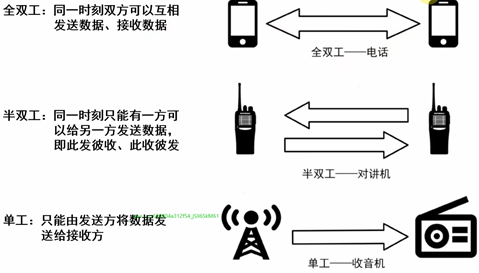 全双工：同一时刻双方可以互相
发送数据、接收数据
全双工——电话
半双工：同一时刻只能有一方可
以给另一方发送数据，
即此发彼收、此收彼发
半双工——对讲机
单工：只能由发送方将数据发
送给接收方
单工——收音机